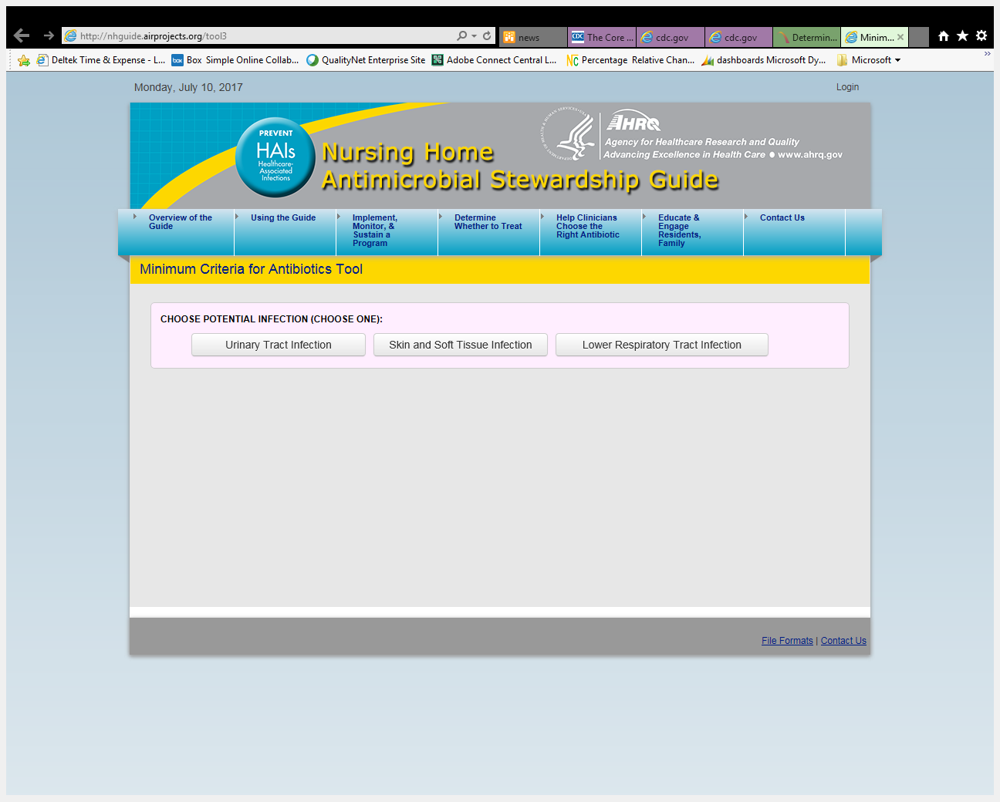 http://nhguide.airprojects.org/tool3
news
The Core ...
cdc.gov
cdc.gov
Determin...
Minim...
Deltek Time & Expense - L...
Box Simple Online Collab...
QualityNet Enterprise Site
Adobe Connect Central L...
Percentage Relative Chan...
dashboards Microsoft Dy...
Microsoft
Monday, July 10, 2017
Login
PREVENT
HAIs
Healthcare-
Associated
Infections
Nursing Home
Antimicrobial Stewardship Guide
DEPARTMENT OF HEALTH & HUMAN SERVICES • USA
AHRQ
Agency for Healthcare Research and Quality
Advancing Excellence in Health Care ● www.ahrq.gov
Overview of the
Guide
Using the Guide
Implement,
Monitor, &
Sustain a
Program
Determine
Whether to Treat
Help Clinicians
Choose the
Right Antibiotic
Educate &
Engage
Residents,
Family
Contact Us
Minimum Criteria for Antibiotics Tool
CHOOSE POTENTIAL INFECTION (CHOOSE ONE):
Urinary Tract Infection
Skin and Soft Tissue Infection
Lower Respiratory Tract Infection
File Formats | Contact Us